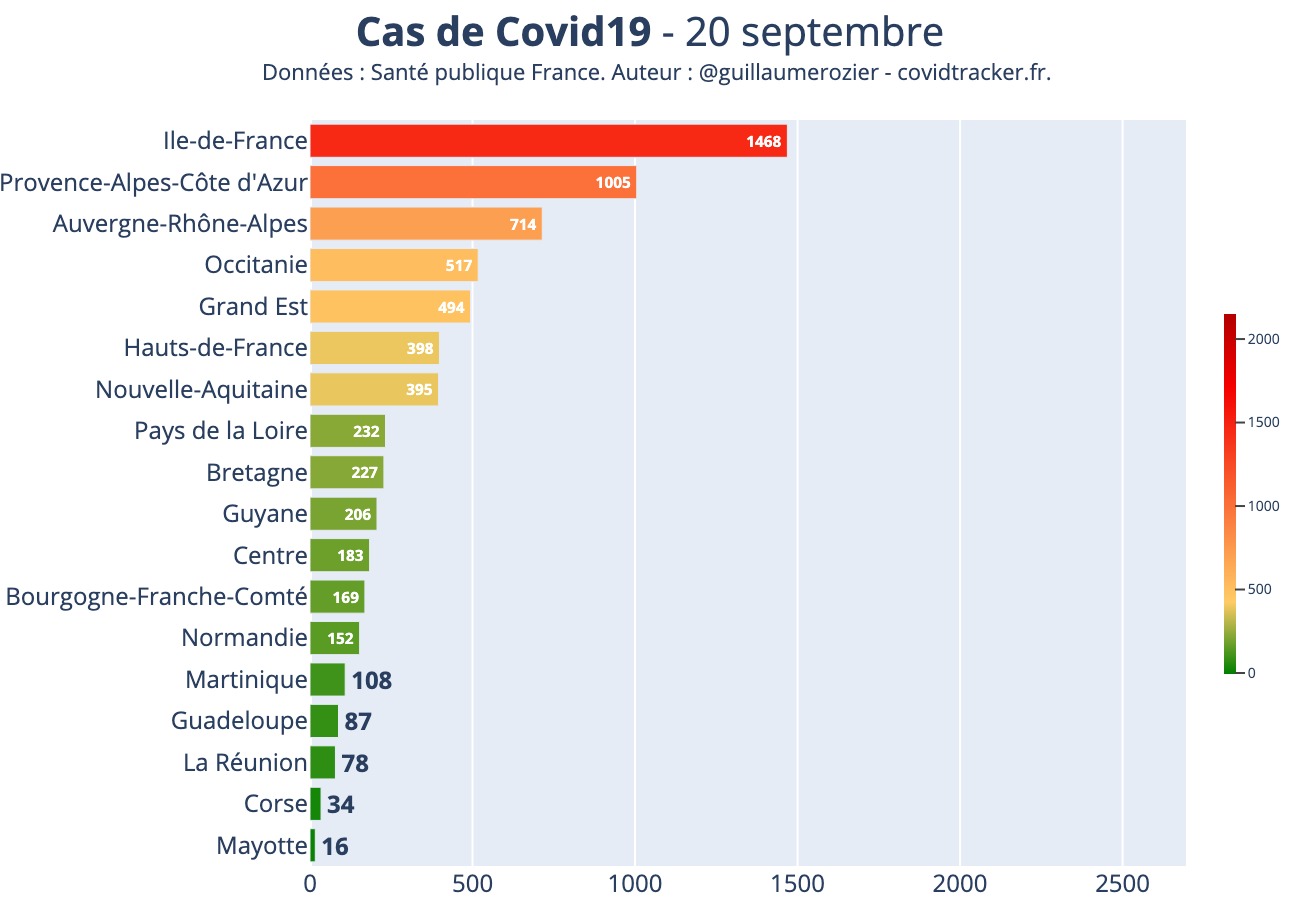 Cas de Covid19 - 20 septembre
Données : Santé publique France. Auteur : @guillaumerozier - covidtracker.fr.
Ile-de-France 1468
Provence-Alpes-Côte d'Azur 1005
Auvergne-Rhône-Alpes 714
Occitanie 517
Grand Est 494
Hauts-de-France 398
Nouvelle-Aquitaine 395
Pays de la Loire 232
Bretagne 227
Guyane 206
Centre 183
Bourgogne-Franche-Comté 169
Normandie 152
Martinique 108
Guadeloupe 87
La Réunion 78
Corse 34
Mayotte 16
0 500 1000 1500 2000 2500
2000
1500
1000
500
0